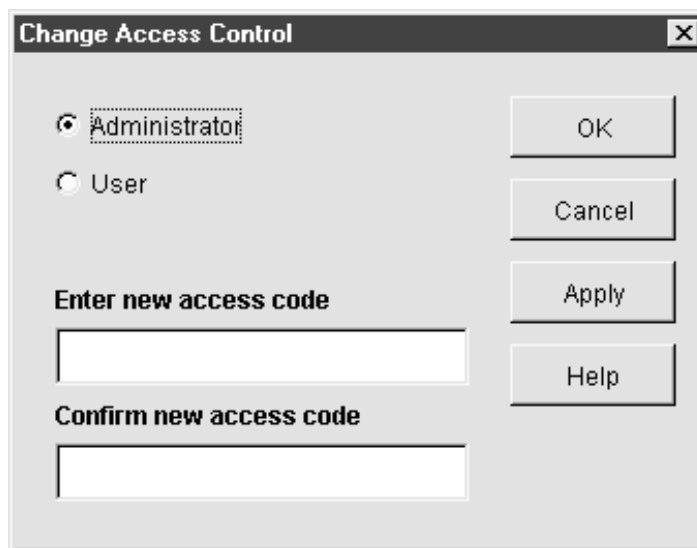 Change Access Control
Administrator
User
OK
Cancel
Apply
Help
Enter new access code
Confirm new access code